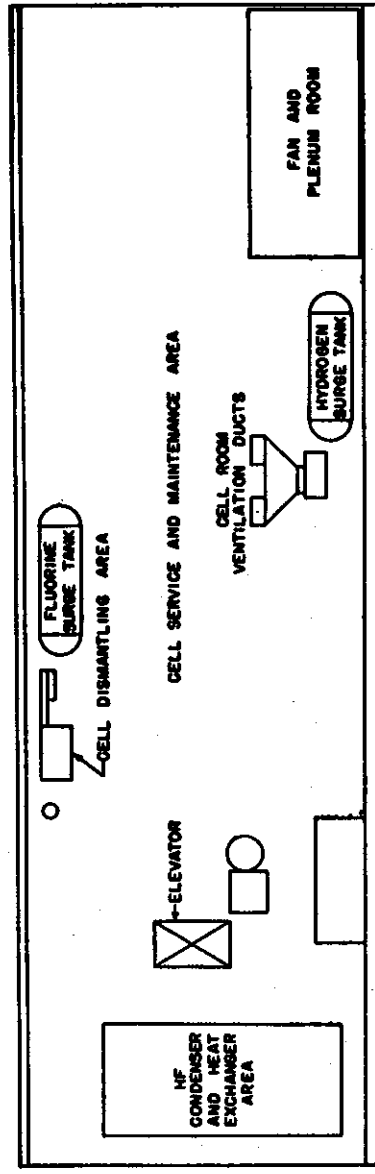 FLUORINE
SURGE TANK
CELL DISMANTLING AREA
ELEVATOR
HF
CONDENSER
AND HEAT
EXCHANGER
AREA
CELL SERVICE AND MAINTENANCE AREA
CELL ROOM
VENTILATION DUCTS
HYDROGEN
SURGE TANK
FAN AND
PLENUM ROOM